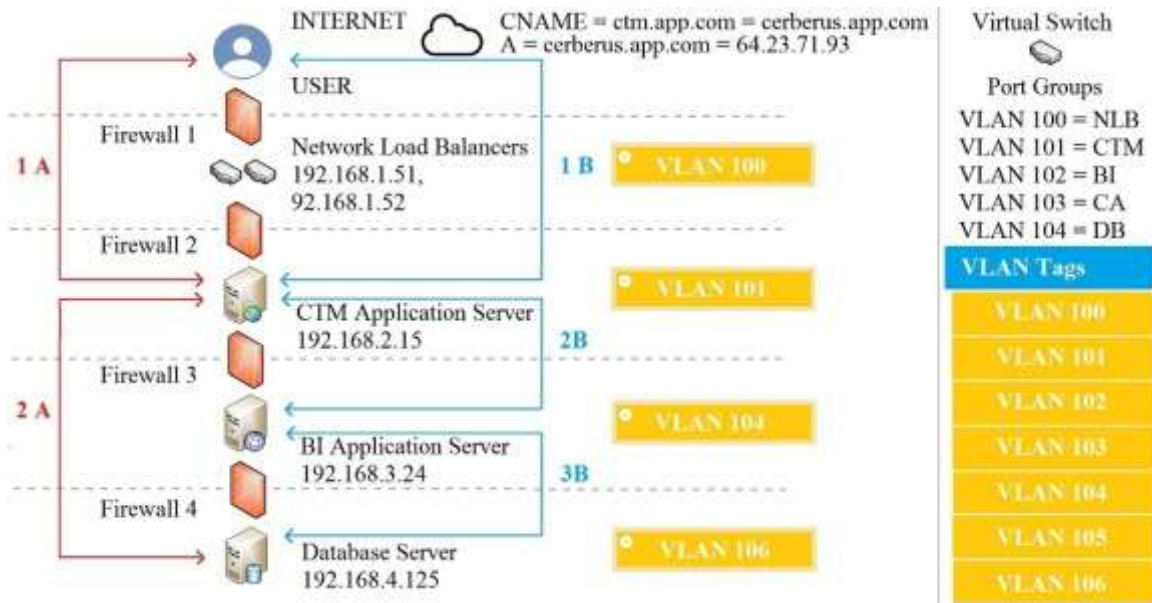 INTERNET
CNAME = ctm.app.com = cerberus.app.com
A = cerberus.app.com = 64.23.71.93
USER
Firewall 1
1 A
Network Load Balancers
192.168.1.51,
92.168.1.52
1 B
VLAN 100
Firewall 2
CTM Application Server
192.168.2.15
VLAN 101
2B
Firewall 3
2 A
BI Application Server
192.168.3.24
VLAN 104
3B
Firewall 4
Database Server
192.168.4.125
VLAN 106
Virtual Switch
Port Groups
VLAN 100 = NLB
VLAN 101 = CTM
VLAN 102 = BI
VLAN 103 = CA
VLAN 104 = DB
VLAN Tags
VLAN 100
VLAN 101
VLAN 102
VLAN 103
VLAN 104
VLAN 105
VLAN 106